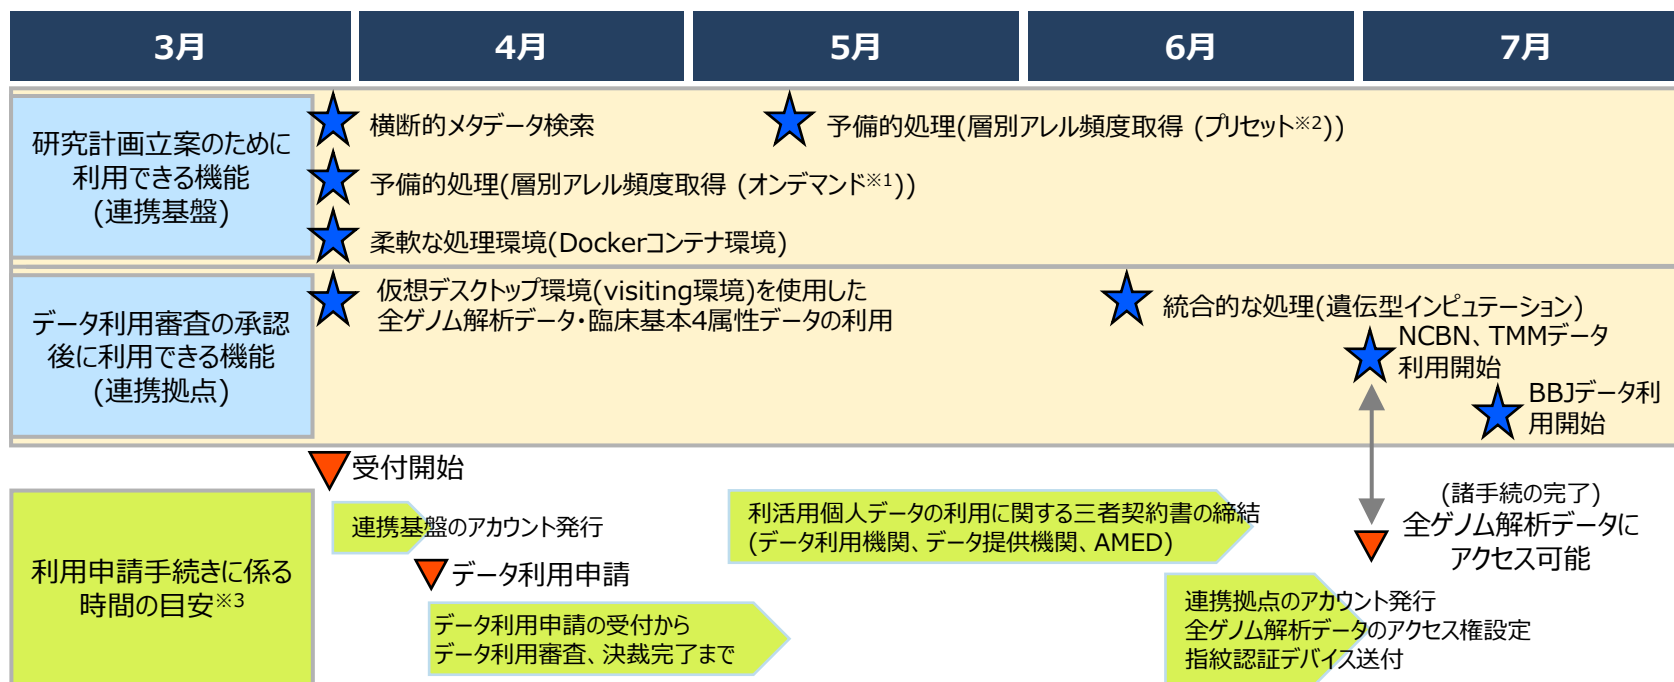 3月
4月
5月
6月
7月
研究計画立案のために
利用できる機能
(連携基盤)
横断的メタデータ検索
予備的処理(層別アレル頻度取得 (プリセット※2))
予備的処理(層別アレル頻度取得 (オンデマンド※1))
柔軟な処理環境(Dockerコンテナ環境)
データ利用審査の承認
後に利用できる機能
(連携拠点)
仮想デスクトップ環境(visiting環境)を使用した
全ゲノム解析データ・臨床基本4属性データの利用
統合的な処理(遺伝型インピュテーション)
NCBN、TMMデータ
利用開始
BBJデータ利
用開始
受付開始
利用申請手続きに係る
時間の目安※3
連携基盤のアカウント発行
データ利用申請
データ利用申請の受付から
データ利用審査、決裁完了まで
利活用個人データの利用に関する三者契約書の締結
(データ利用機関、データ提供機関、AMED)
(諸手続の完了)
全ゲノム解析データに
アクセス可能
連携拠点のアカウント発行
全ゲノム解析データのアクセス権設定
指紋認証デバイス送付